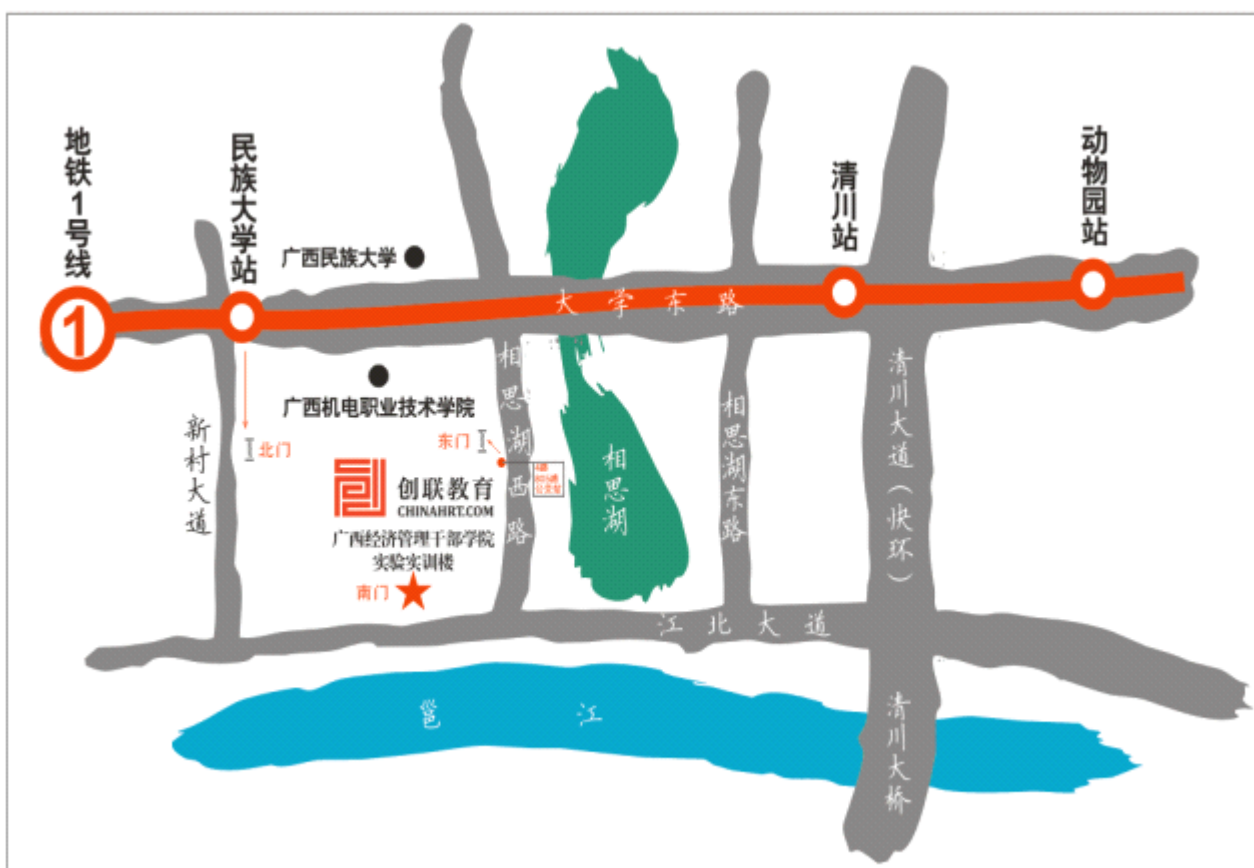 地铁1号线
1
民族大学站
清川站
动物园站
广西民族大学
大学东路
广西机电职业技术学院
新村大道
北门
东门
相思湖西路
相思湖
相思湖东路
清川大道（快环）
创联教育
CHINAHRT.COM
广西经济管理干部学院
实验实训楼
南门
江北大道
邕江
清川大桥